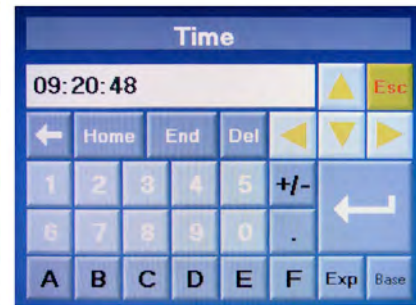 Time
09:20:48
Esc
Home End Del
1 2 3 4 5 +/-
6 7 8 9 0 .
A B C D E F Exp Base